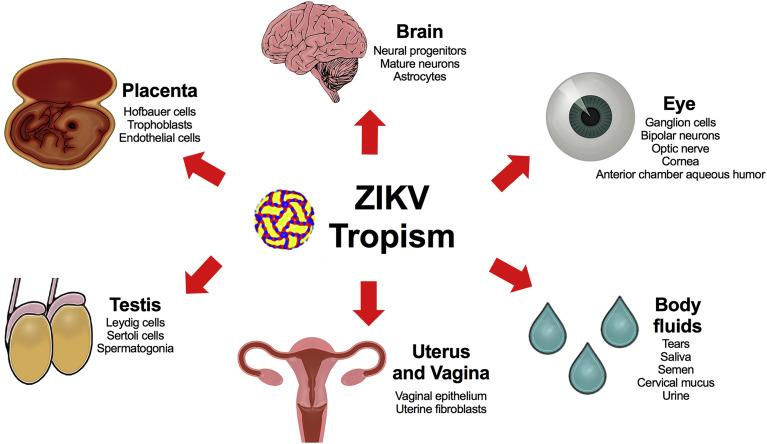 Brain
Neural progenitors
Mature neurons
Astrocytes
Placenta
Hofbauer cells
Trophoblasts
Endothelial cells
Eye
Ganglion cells
Bipolar neurons
Optic nerve
Cornea
Anterior chamber aqueous humor
ZIKV
Tropism
Testis
Leydig cells
Sertoli cells
Spermatogonia
Uterus
and Vagina
Vaginal epithelium
Uterine fibroblasts
Body
fluids
Tears
Saliva
Semen
Cervical mucus
Urine